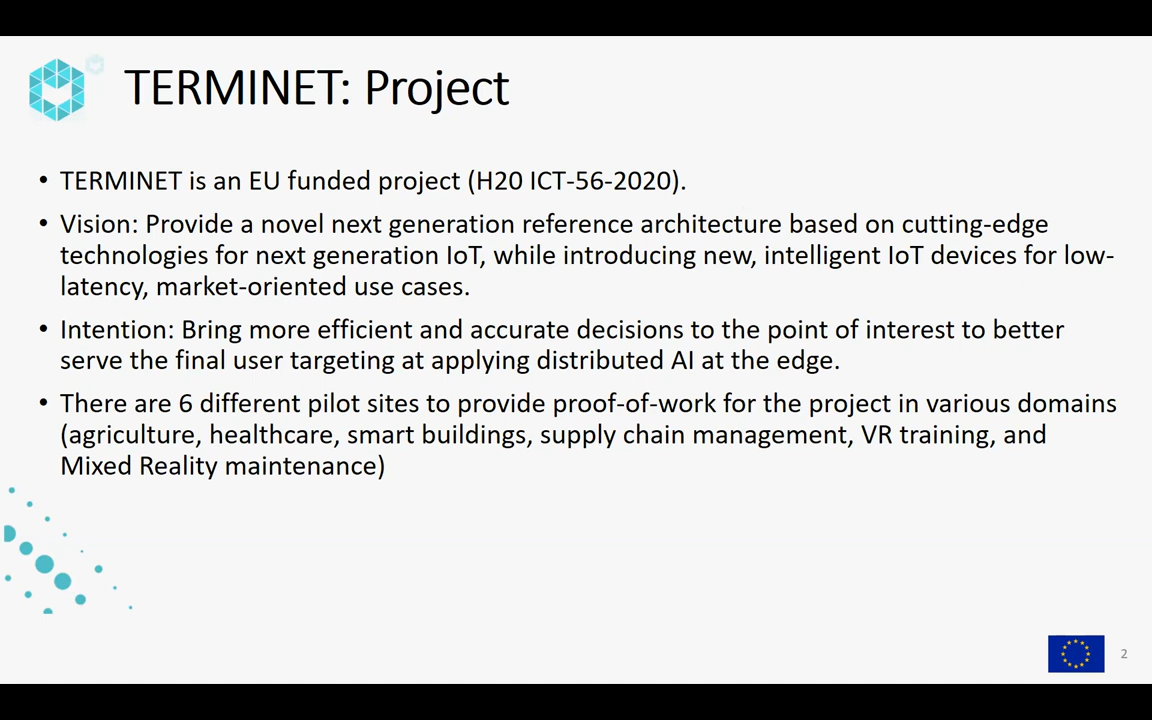 TERMINET: Project
• TERMINET is an EU funded project (H20 ICT-56-2020).
• Vision: Provide a novel next generation reference architecture based on cutting-edge
technologies for next generation IoT, while introducing new, intelligent IoT devices for low-
latency, market-oriented use cases.
• Intention: Bring more efficient and accurate decisions to the point of interest to better
serve the final user targeting at applying distributed AI at the edge.
• There are 6 different pilot sites to provide proof-of-work for the project in various domains
(agriculture, healthcare, smart buildings, supply chain management, VR training, and
Mixed Reality maintenance)
2